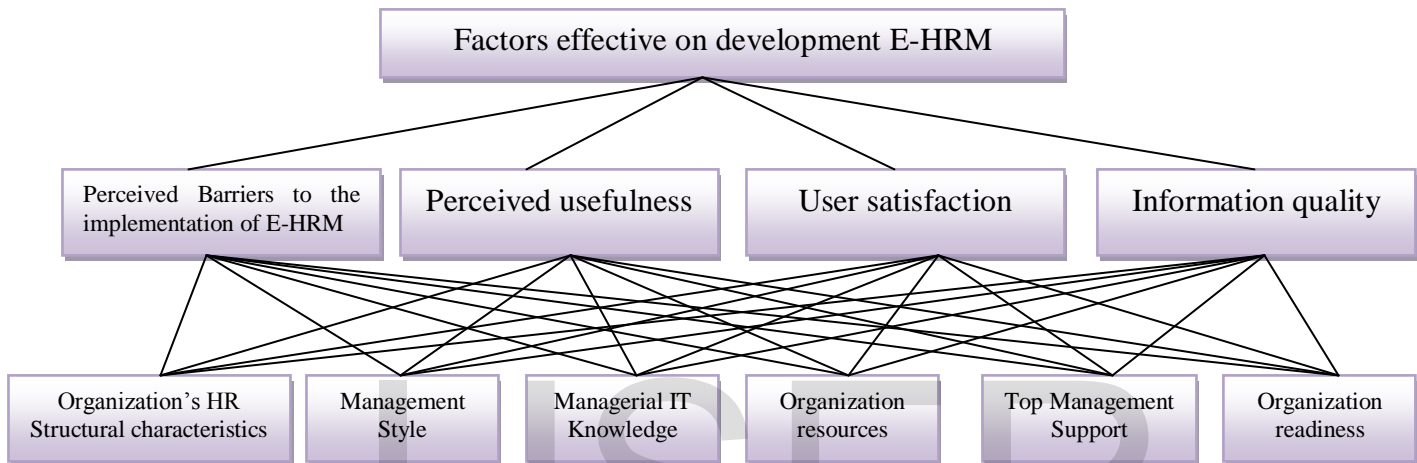 Factors effective on development E-HRM
Perceived Barriers to the
implementation of E-HRM
Perceived usefulness
User satisfaction
Information quality
Organization’s HR
Structural characteristics
Management
Style
Managerial IT
Knowledge
Organization
resources
Top Management
Support
Organization
readiness